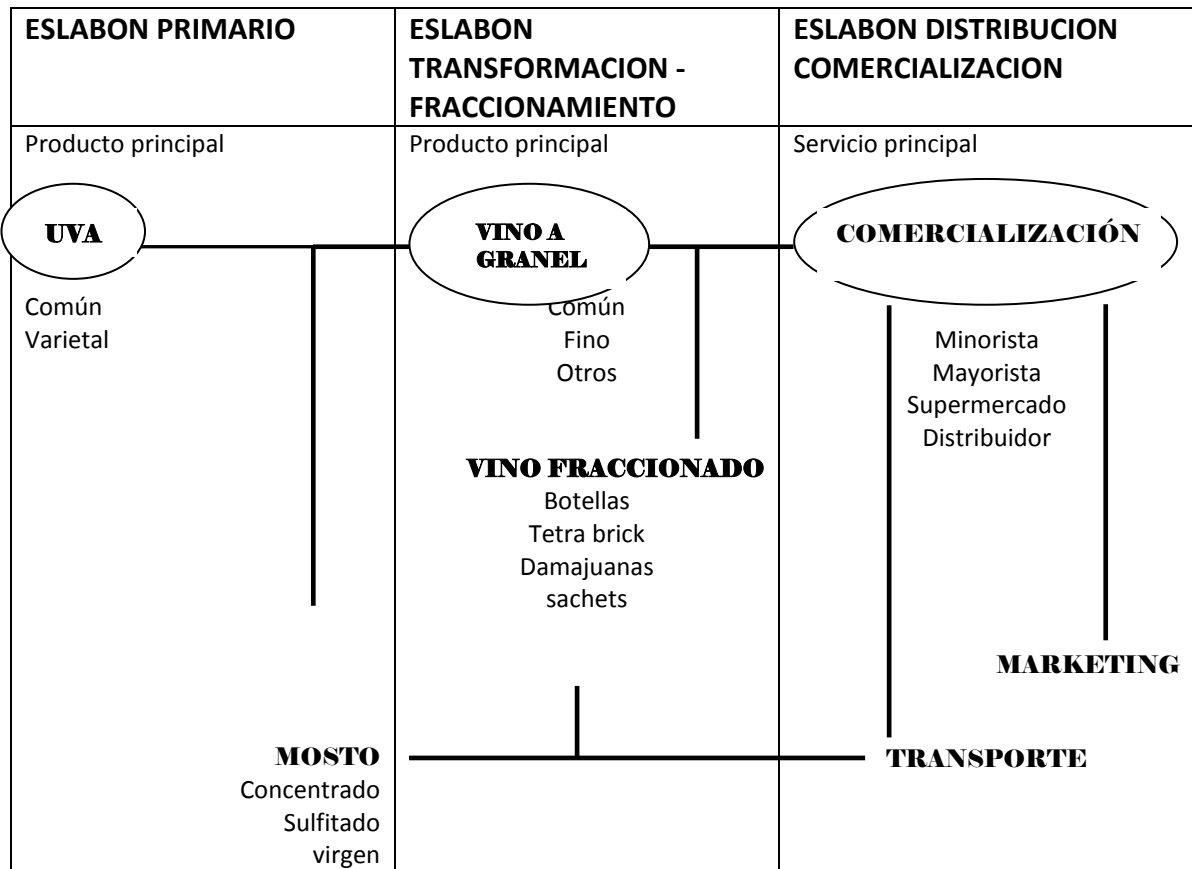 ESLABON PRIMARIO
ESLABON
TRANSFORMACION -
FRACCIONAMIENTO
ESLABON DISTRIBUCION
COMERCIALIZACION
Producto principal
Producto principal
Servicio principal
UVA
VINO A
GRANEL
COMERCIALIZACIÓN
Común
Varietal
Común
Fino
Otros
Minorista
Mayorista
Supermercado
Distribuidor
VINO FRACCIONADO
Botellas
Tetra brick
Damajuanas
sachets
MARKETING
MOSTO
Concentrado
Sulfitado
virgen
TRANSPORTE